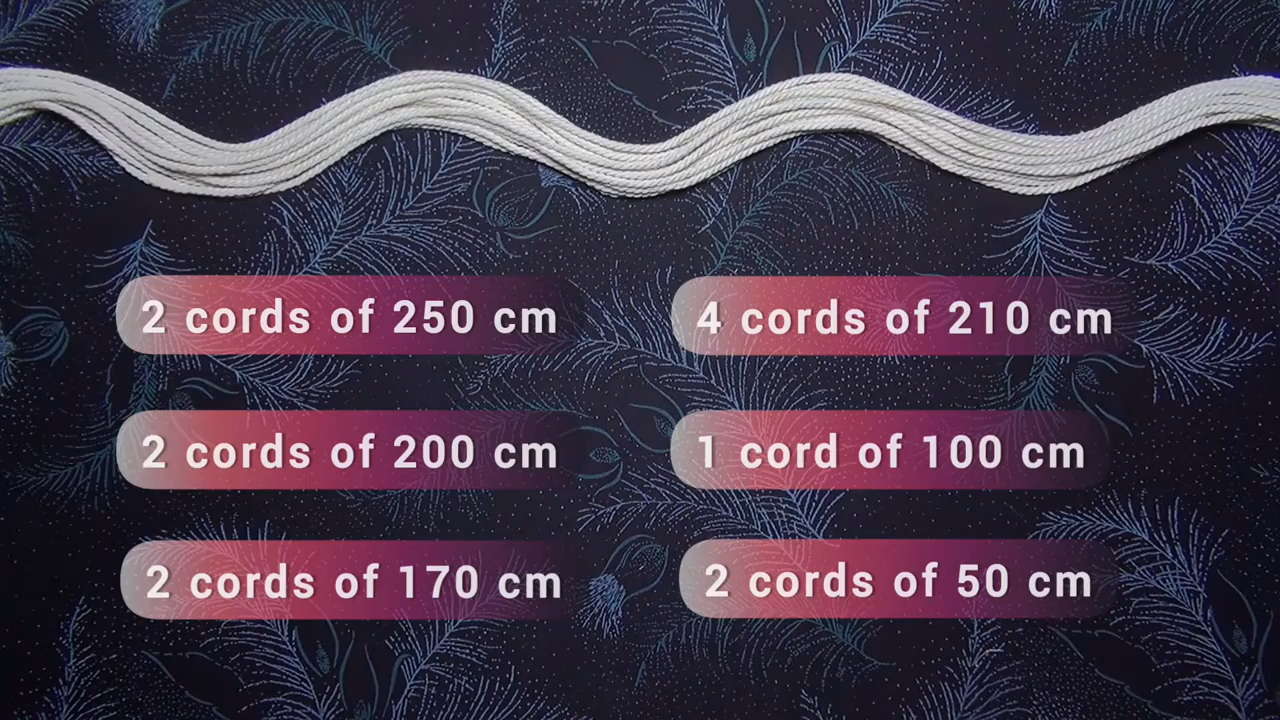 2 cords of 250 cm
4 cords of 210 cm
2 cords of 200 cm
1 cord of 100 cm
2 cords of 170 cm
2 cords of 50 cm